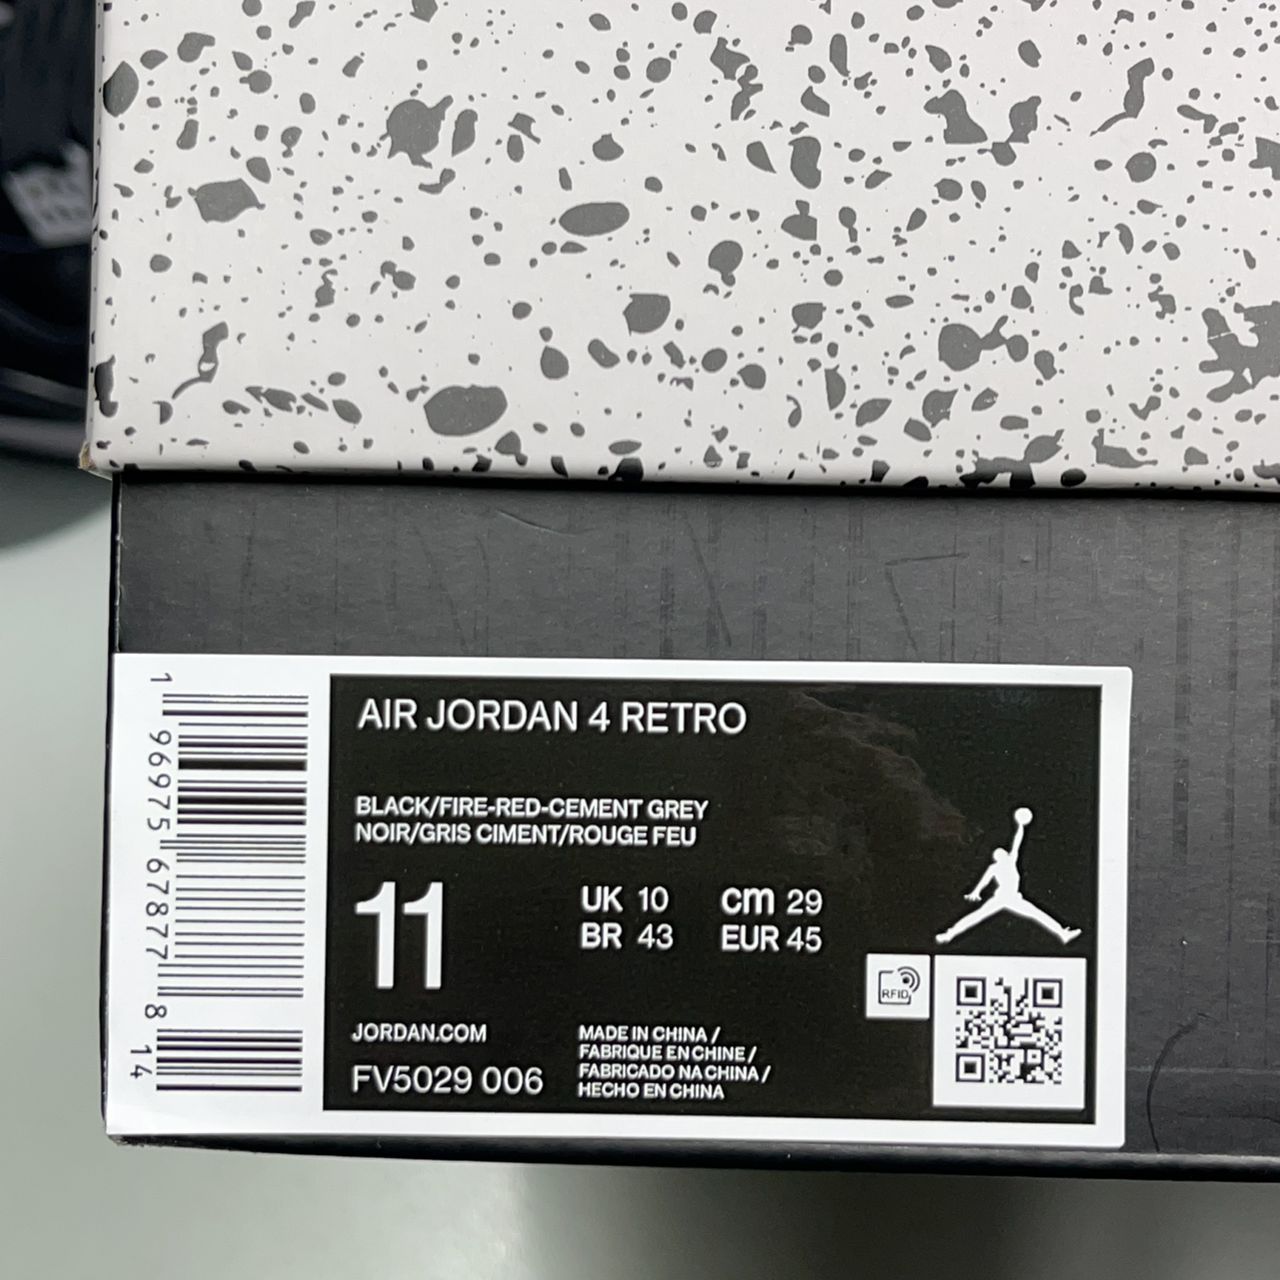 AIR JORDAN 4 RETRO
BLACK/FIRE-RED-CEMENT GREY
NOIR/GRIS CIMENT/ROUGE FEU
11
UK 10
cm 29
BR 43
EUR 45
RFID
JORDAN.COM
FV5029 006
MADE IN CHINA /
FABRIQUE EN CHINE /
FABRICADO NA CHINA /
HECHO EN CHINA
1 96975 67877 8 14